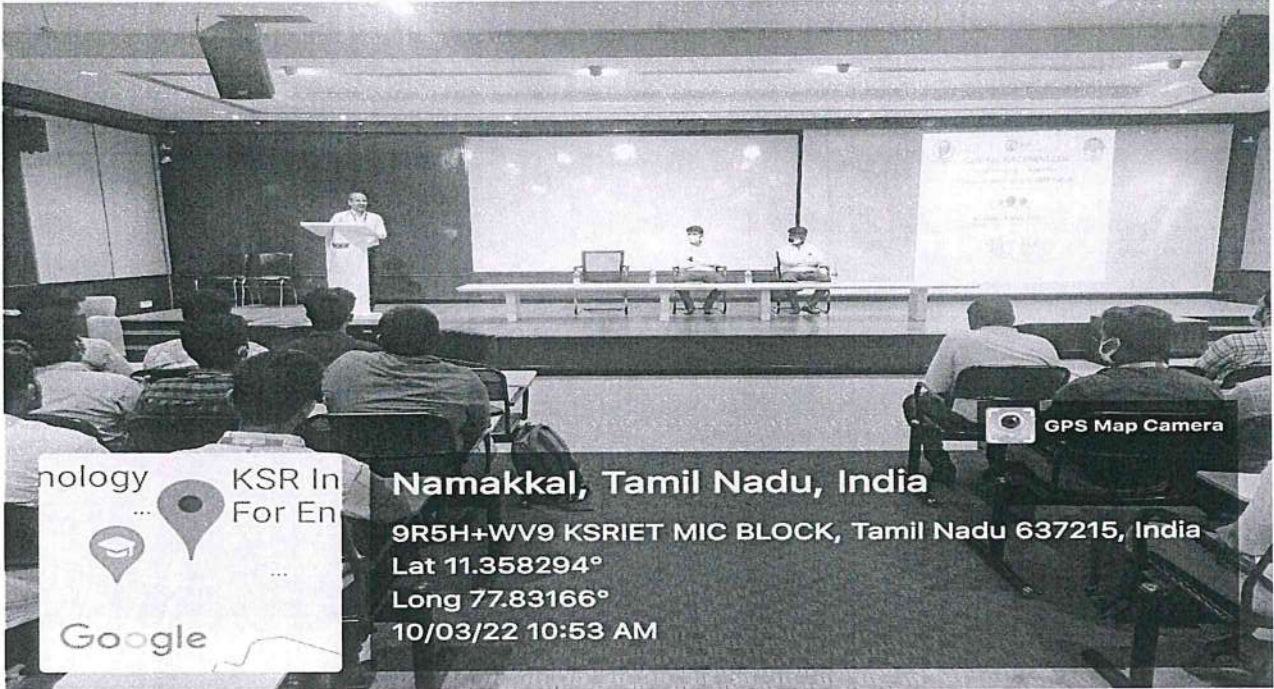 GPS Map Camera
nology
KSR In
For En
Google
Namakkal, Tamil Nadu, India
9R5H+WV9 KSRIET MIC BLOCK, Tamil Nadu 637215, India
Lat 11.358294°
Long 77.83166°
10/03/22 10:53 AM